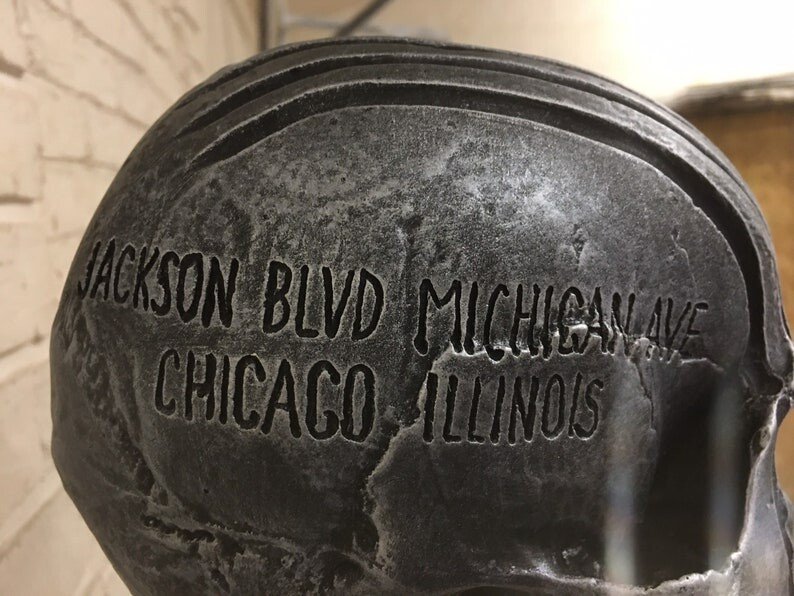 JACKSON BLVD MICHIGAN AVE
CHICAGO ILLINOIS